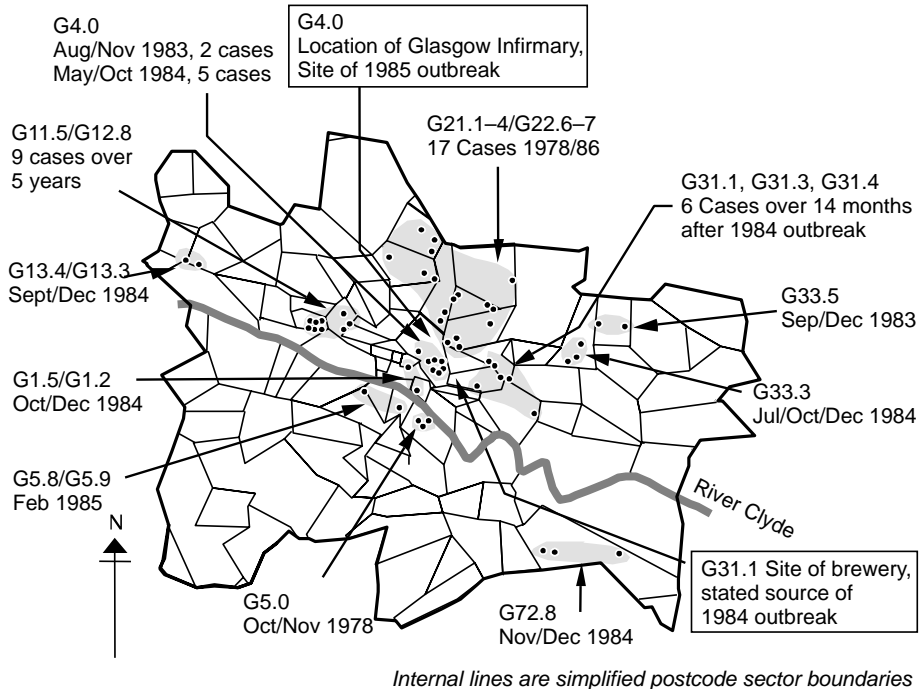 G4.0
Aug/Nov 1983, 2 cases
May/Oct 1984, 5 cases
G4.0
Location of Glasgow Infirmary,
Site of 1985 outbreak
G11.5/G12.8
9 cases over
5 years
G21.1–4/G22.6–7
17 Cases 1978/86
G31.1, G31.3, G31.4
6 Cases over 14 months
after 1984 outbreak
G13.4/G13.3
Sept/Dec 1984
G33.5
Sep/Dec 1983
G1.5/G1.2
Oct/Dec 1984
G33.3
Jul/Oct/Dec 1984
G5.8/G5.9
Feb 1985
River Clyde
N
G5.0
Oct/Nov 1978
G72.8
Nov/Dec 1984
G31.1 Site of brewery,
stated source of
1984 outbreak
Internal lines are simplified postcode sector boundaries